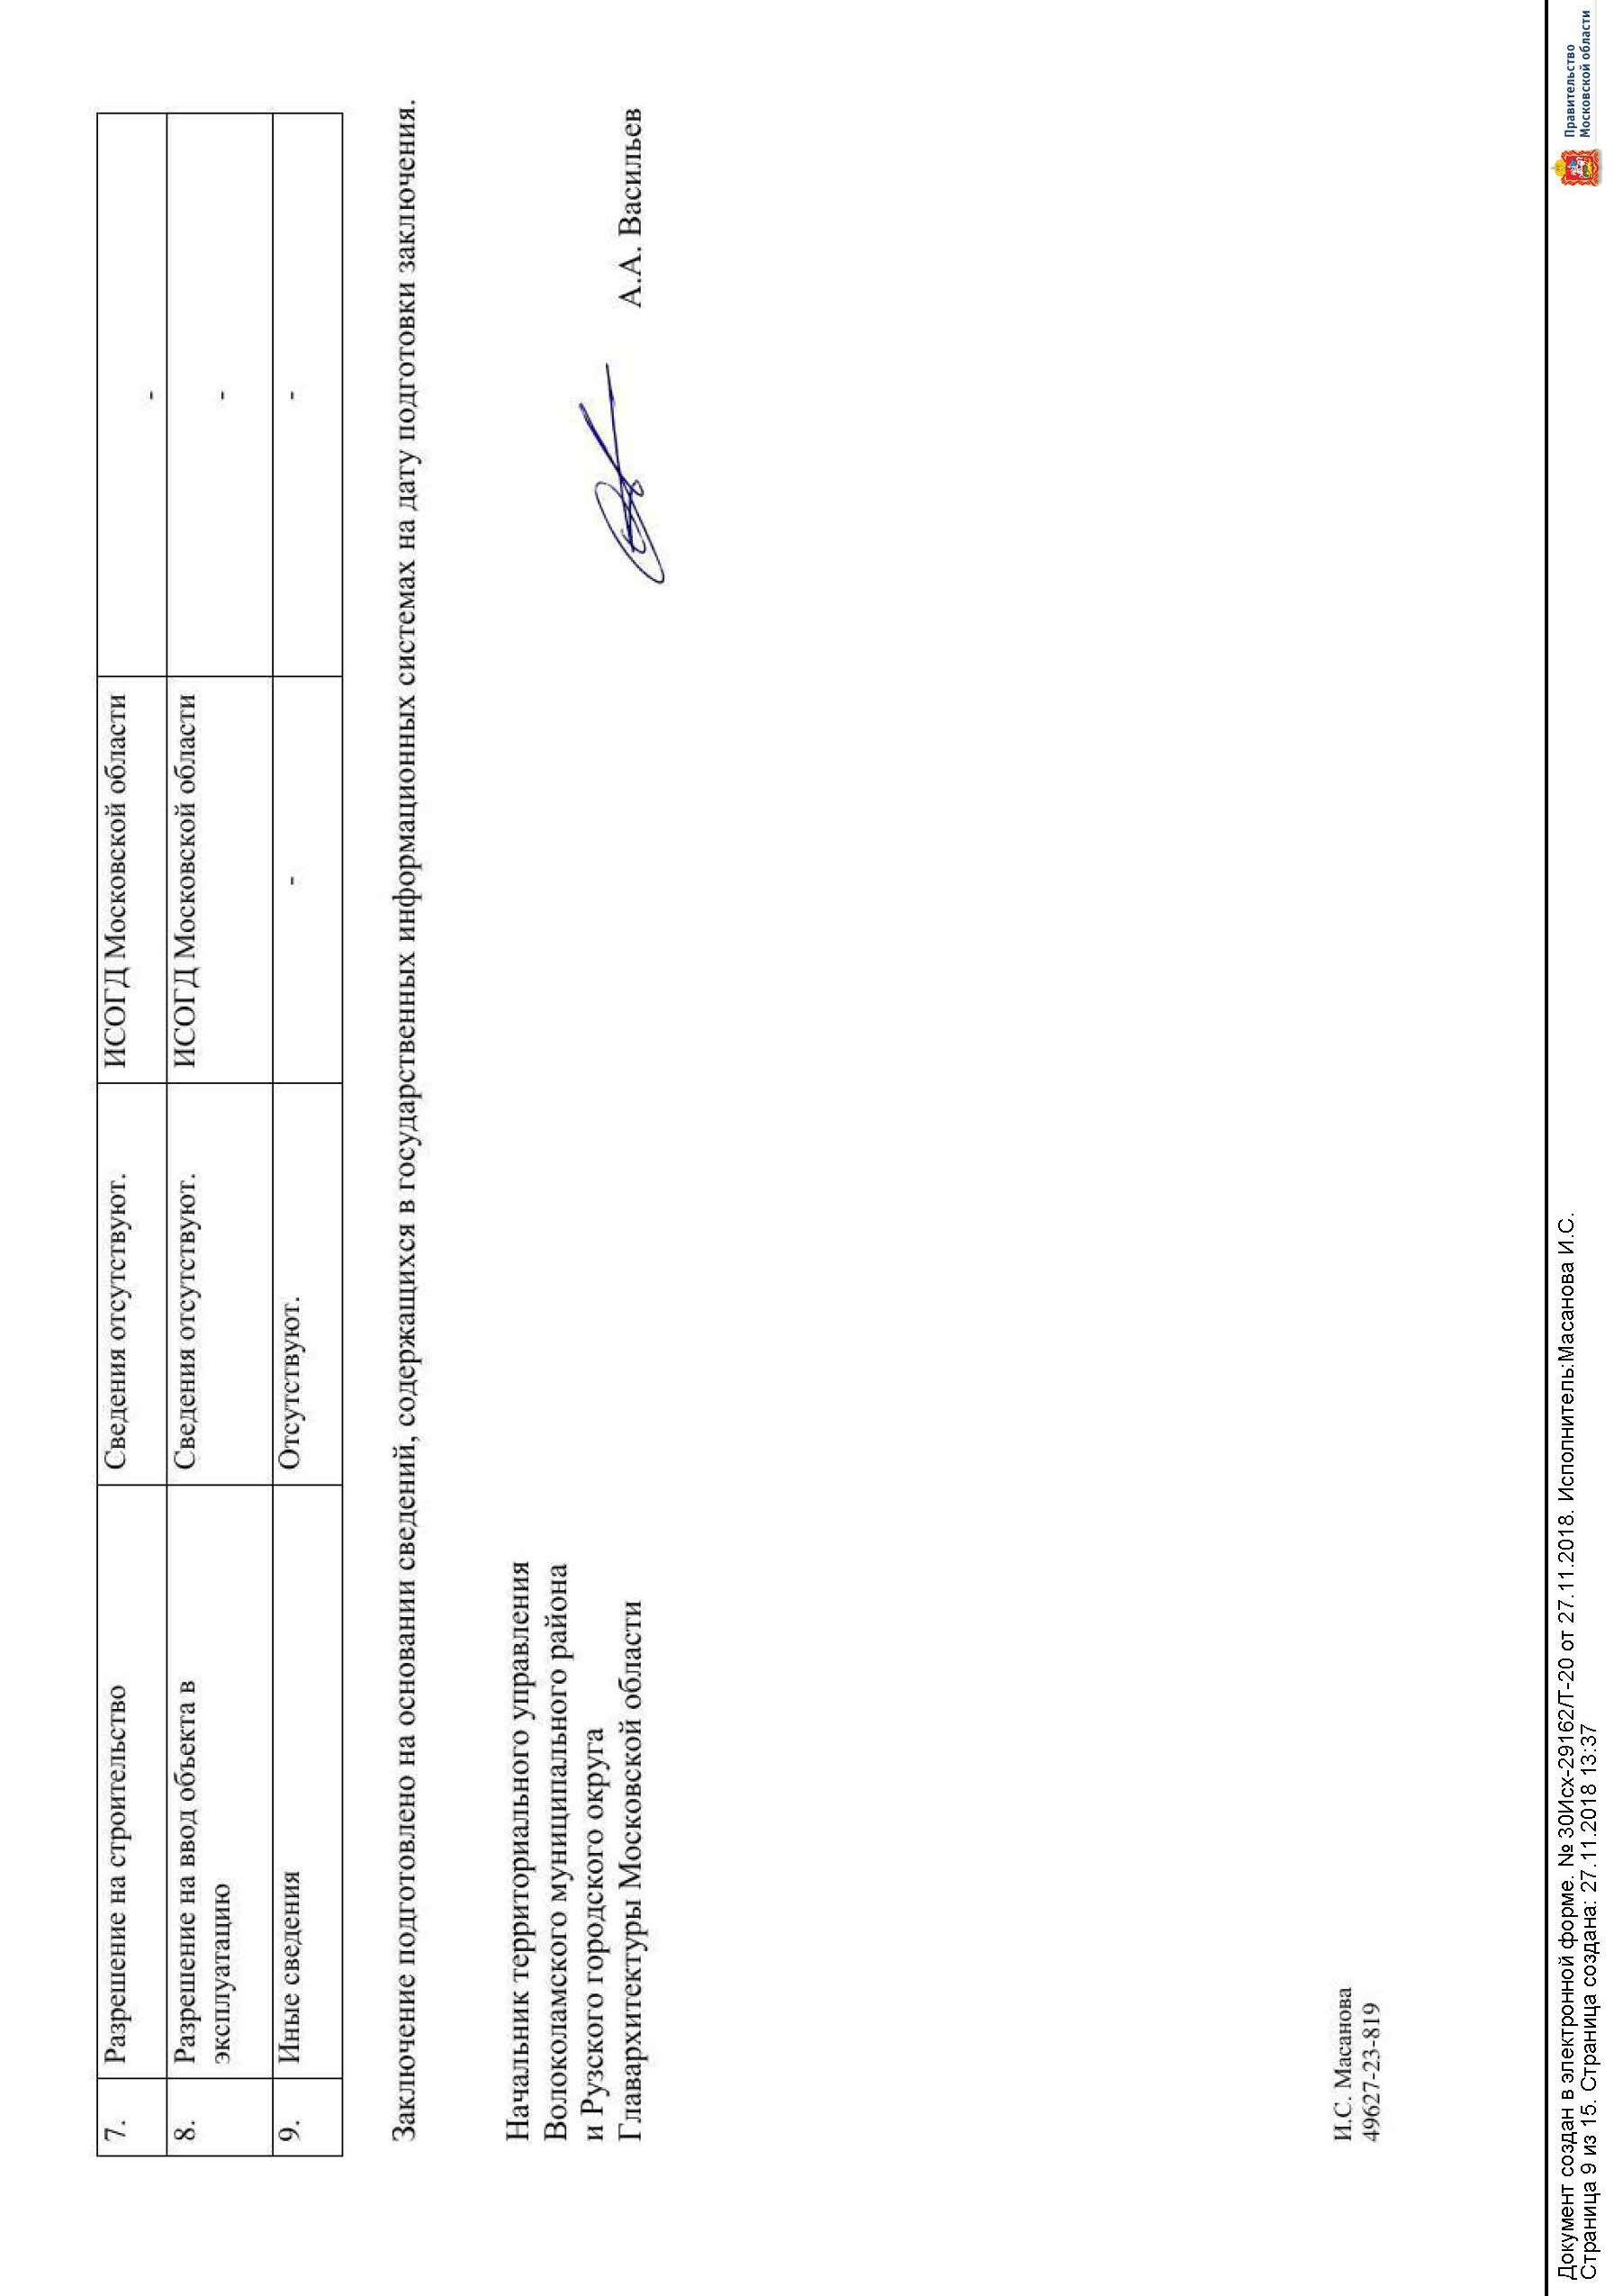 7. Разрешение на строительство Сведения отсутствуют. ИСОГД Московской области -
8. Разрешение на ввод объекта в Сведения отсутствуют. ИСОГД Московской области
эксплуатацию -
9. Иные сведения Отсутствуют. - -
Заключение подготовлено на основании сведений, содержащихся в государственных информационных системах на дату подготовки заключения.
Начальник территориального управления
Волоколамского муниципального района
и Рузского городского округа
Главархитектуры Московской области А.А. Васильев
И.С. Масанова
49627-23-819
Документ создан в электронной форме. № 30Исх-29162/Т-20 от 27.11.2018. Исполнитель:Масанова И.С.
Страница 9 из 15. Страница создана: 27.11.2018 13:37
Правительство
Московской области